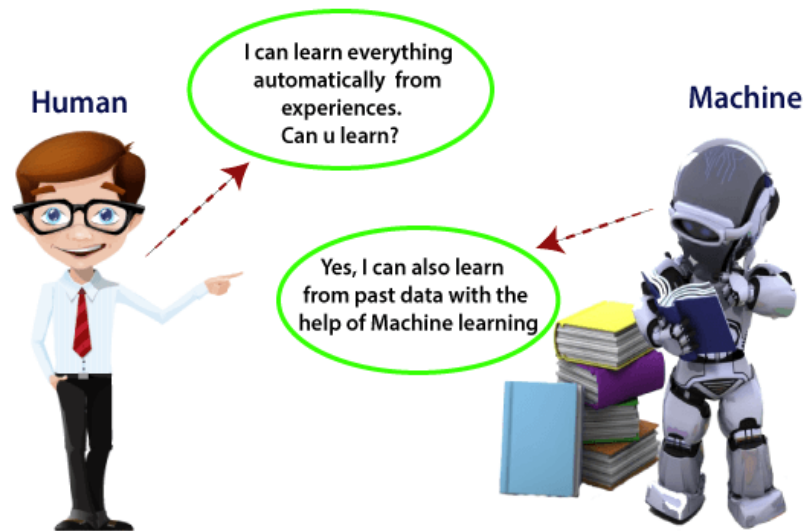 Human
I can learn everything
automatically from
experiences.
Can u learn?
Machine
Yes, I can also learn
from past data with the
help of Machine learning